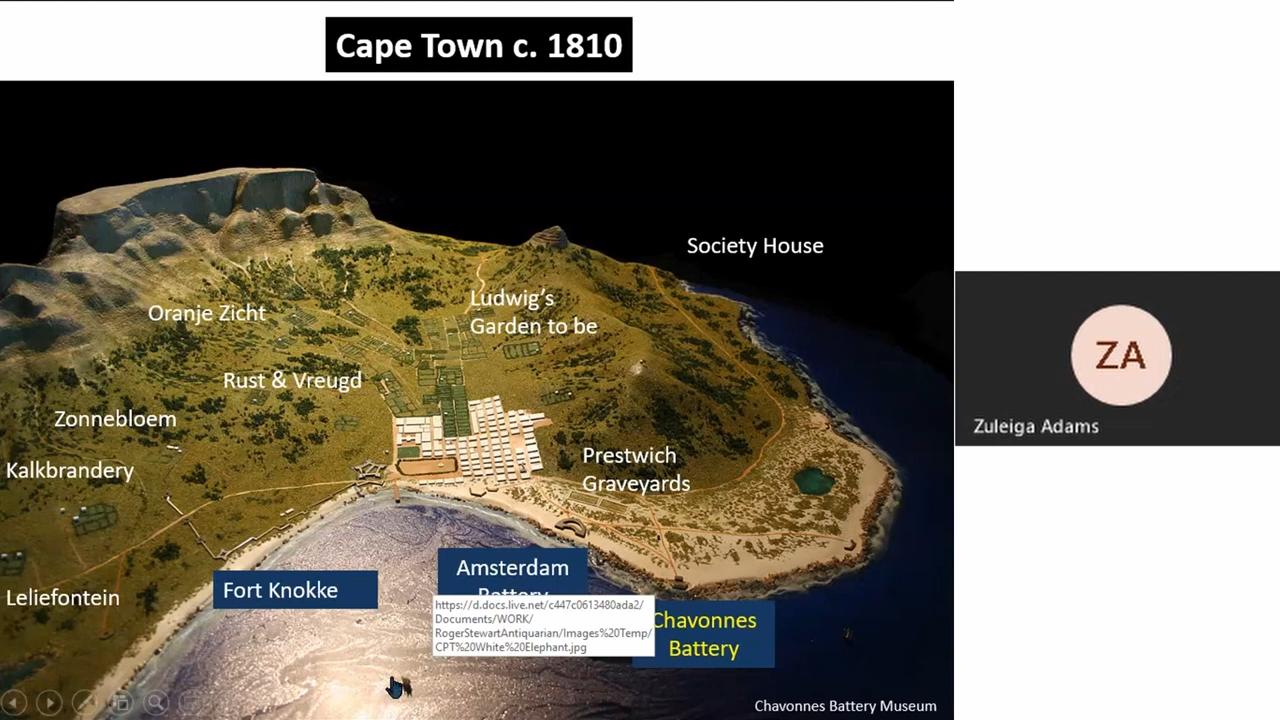 Cape Town c. 1810
Society House
Ludwig's
Garden to be
Oranje Zicht
Rust & Vreugd
Zonnebloem
Kalkbrandery
Prestwich
Graveyards
ZA
Zuleiga Adams
Leliefontein
Fort Knokke
Amsterdam
Battery
https://d.docs.live.net/c447c0613480ada2/
Documents/WORK/
RogerStewartAntiquarian/Images%20Temp/
CPT%20White%20Elephant.jpg
Chavonnes
Battery
Chavonnes Battery Museum